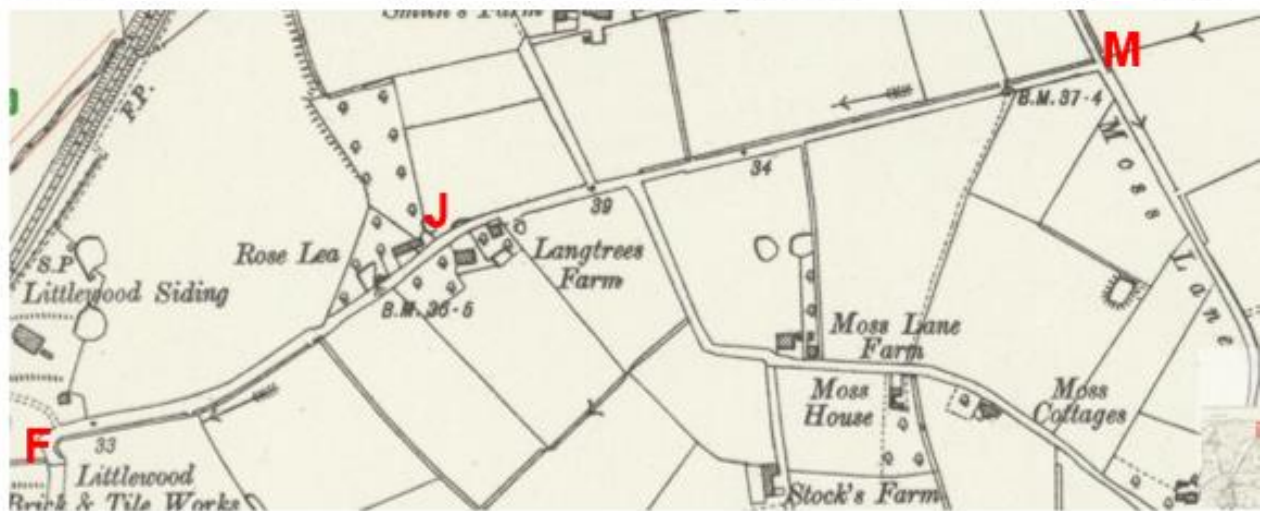 Smith's Farm
M
B.M. 37·4
F.P.
34
Moss Lane
J
39
Rose Lea
Langtrees
Farm
S.P
Littlewood Siding
B.M. 35·5
Moss Lane
Farm
Moss
House
Moss
Cottages
F
33
Littlewood
Brick & Tile Works
Stock's Farm